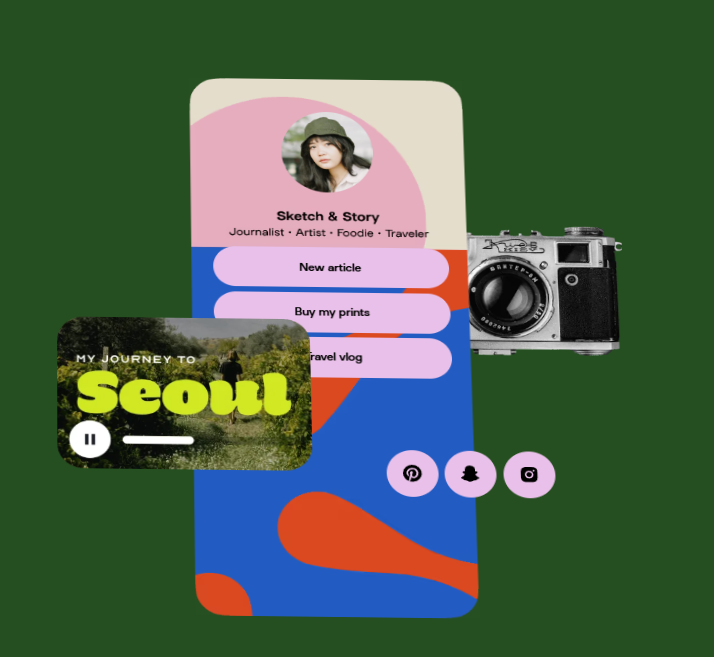 Sketch & Story
Journalist • Artist • Foodie • Traveler
New article
Buy my prints
ravel vlog
MY JOURNEY TO
Seoul